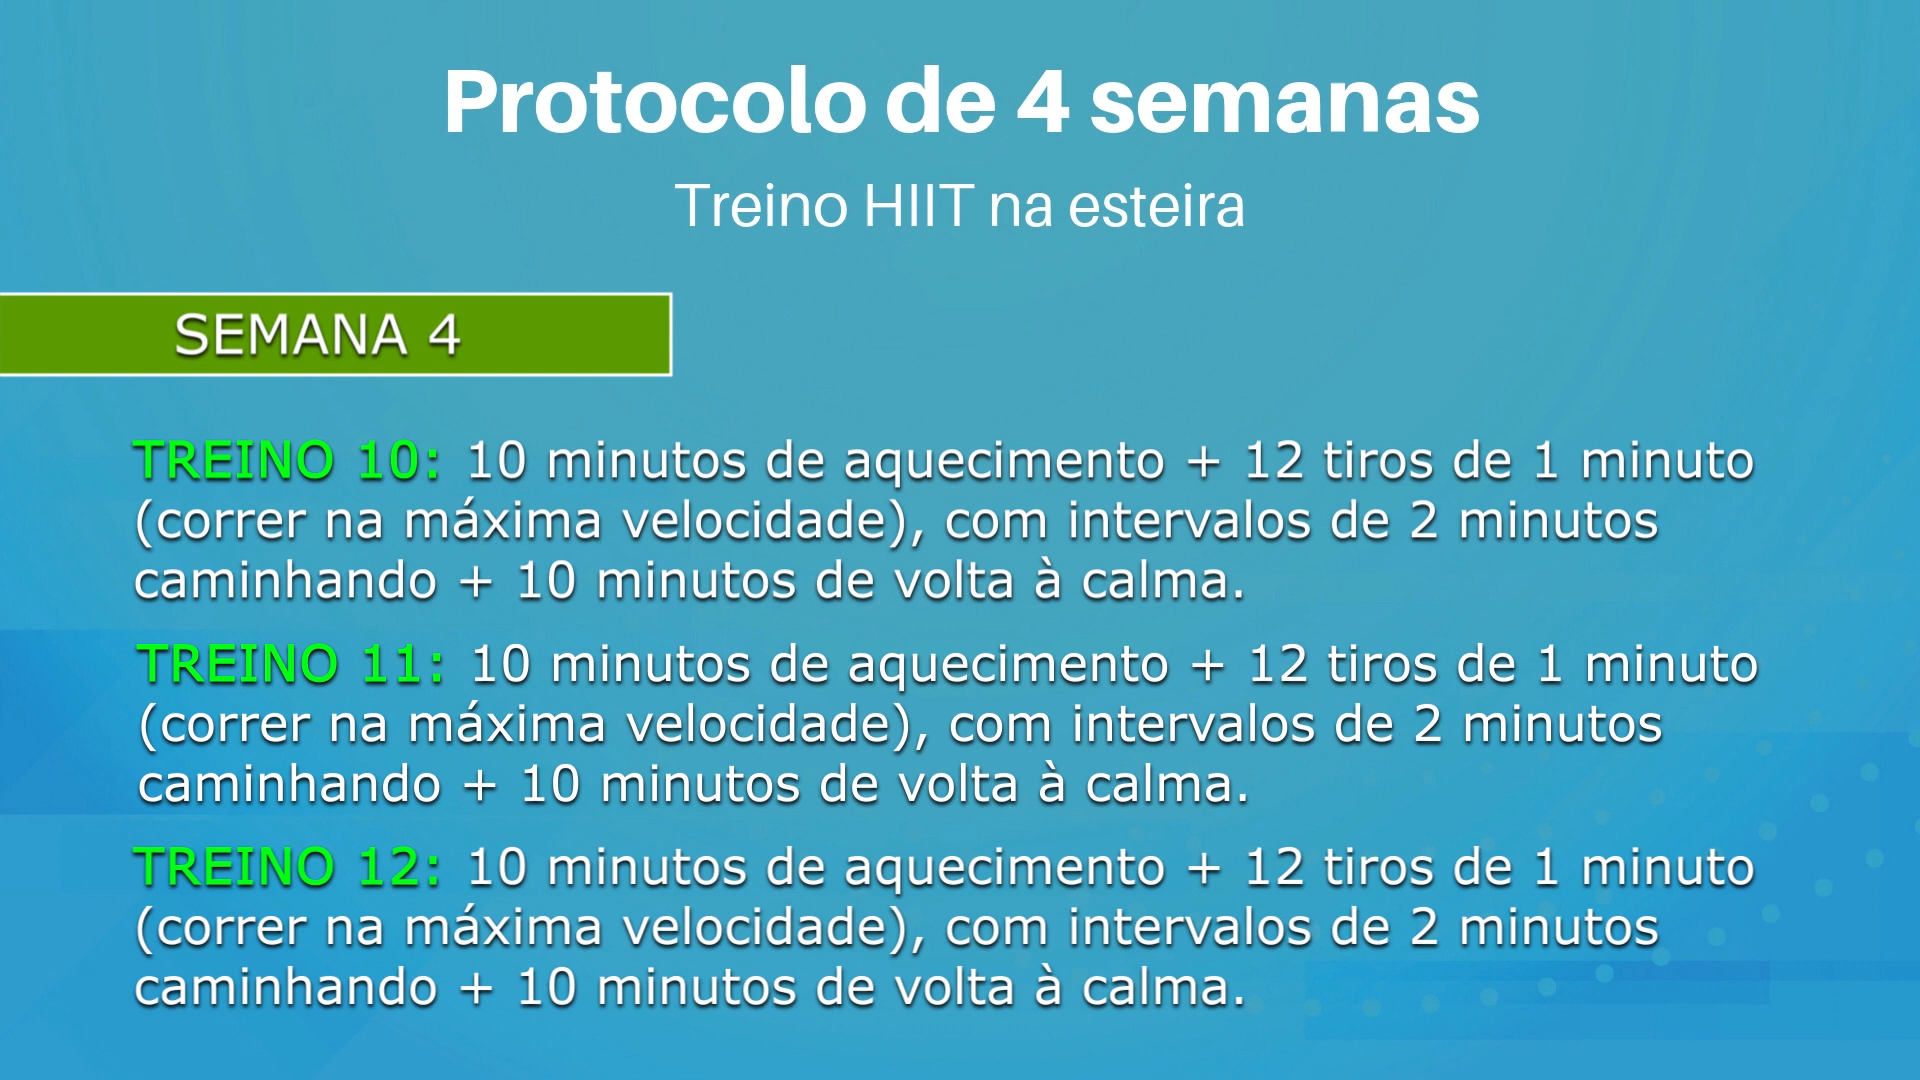 Protocolo de 4 semanas
Treino HIIT na esteira
SEMANA 4
TREINO 10: 10 minutos de aquecimento + 12 tiros de 1 minuto
(correr na máxima velocidade), com intervalos de 2 minutos
caminhando + 10 minutos de volta à calma.
TREINO 11: 10 minutos de aquecimento + 12 tiros de 1 minuto
(correr na máxima velocidade), com intervalos de 2 minutos
caminhando + 10 minutos de volta à calma.
TREINO 12: 10 minutos de aquecimento + 12 tiros de 1 minuto
(correr na máxima velocidade), com intervalos de 2 minutos
caminhando + 10 minutos de volta à calma.